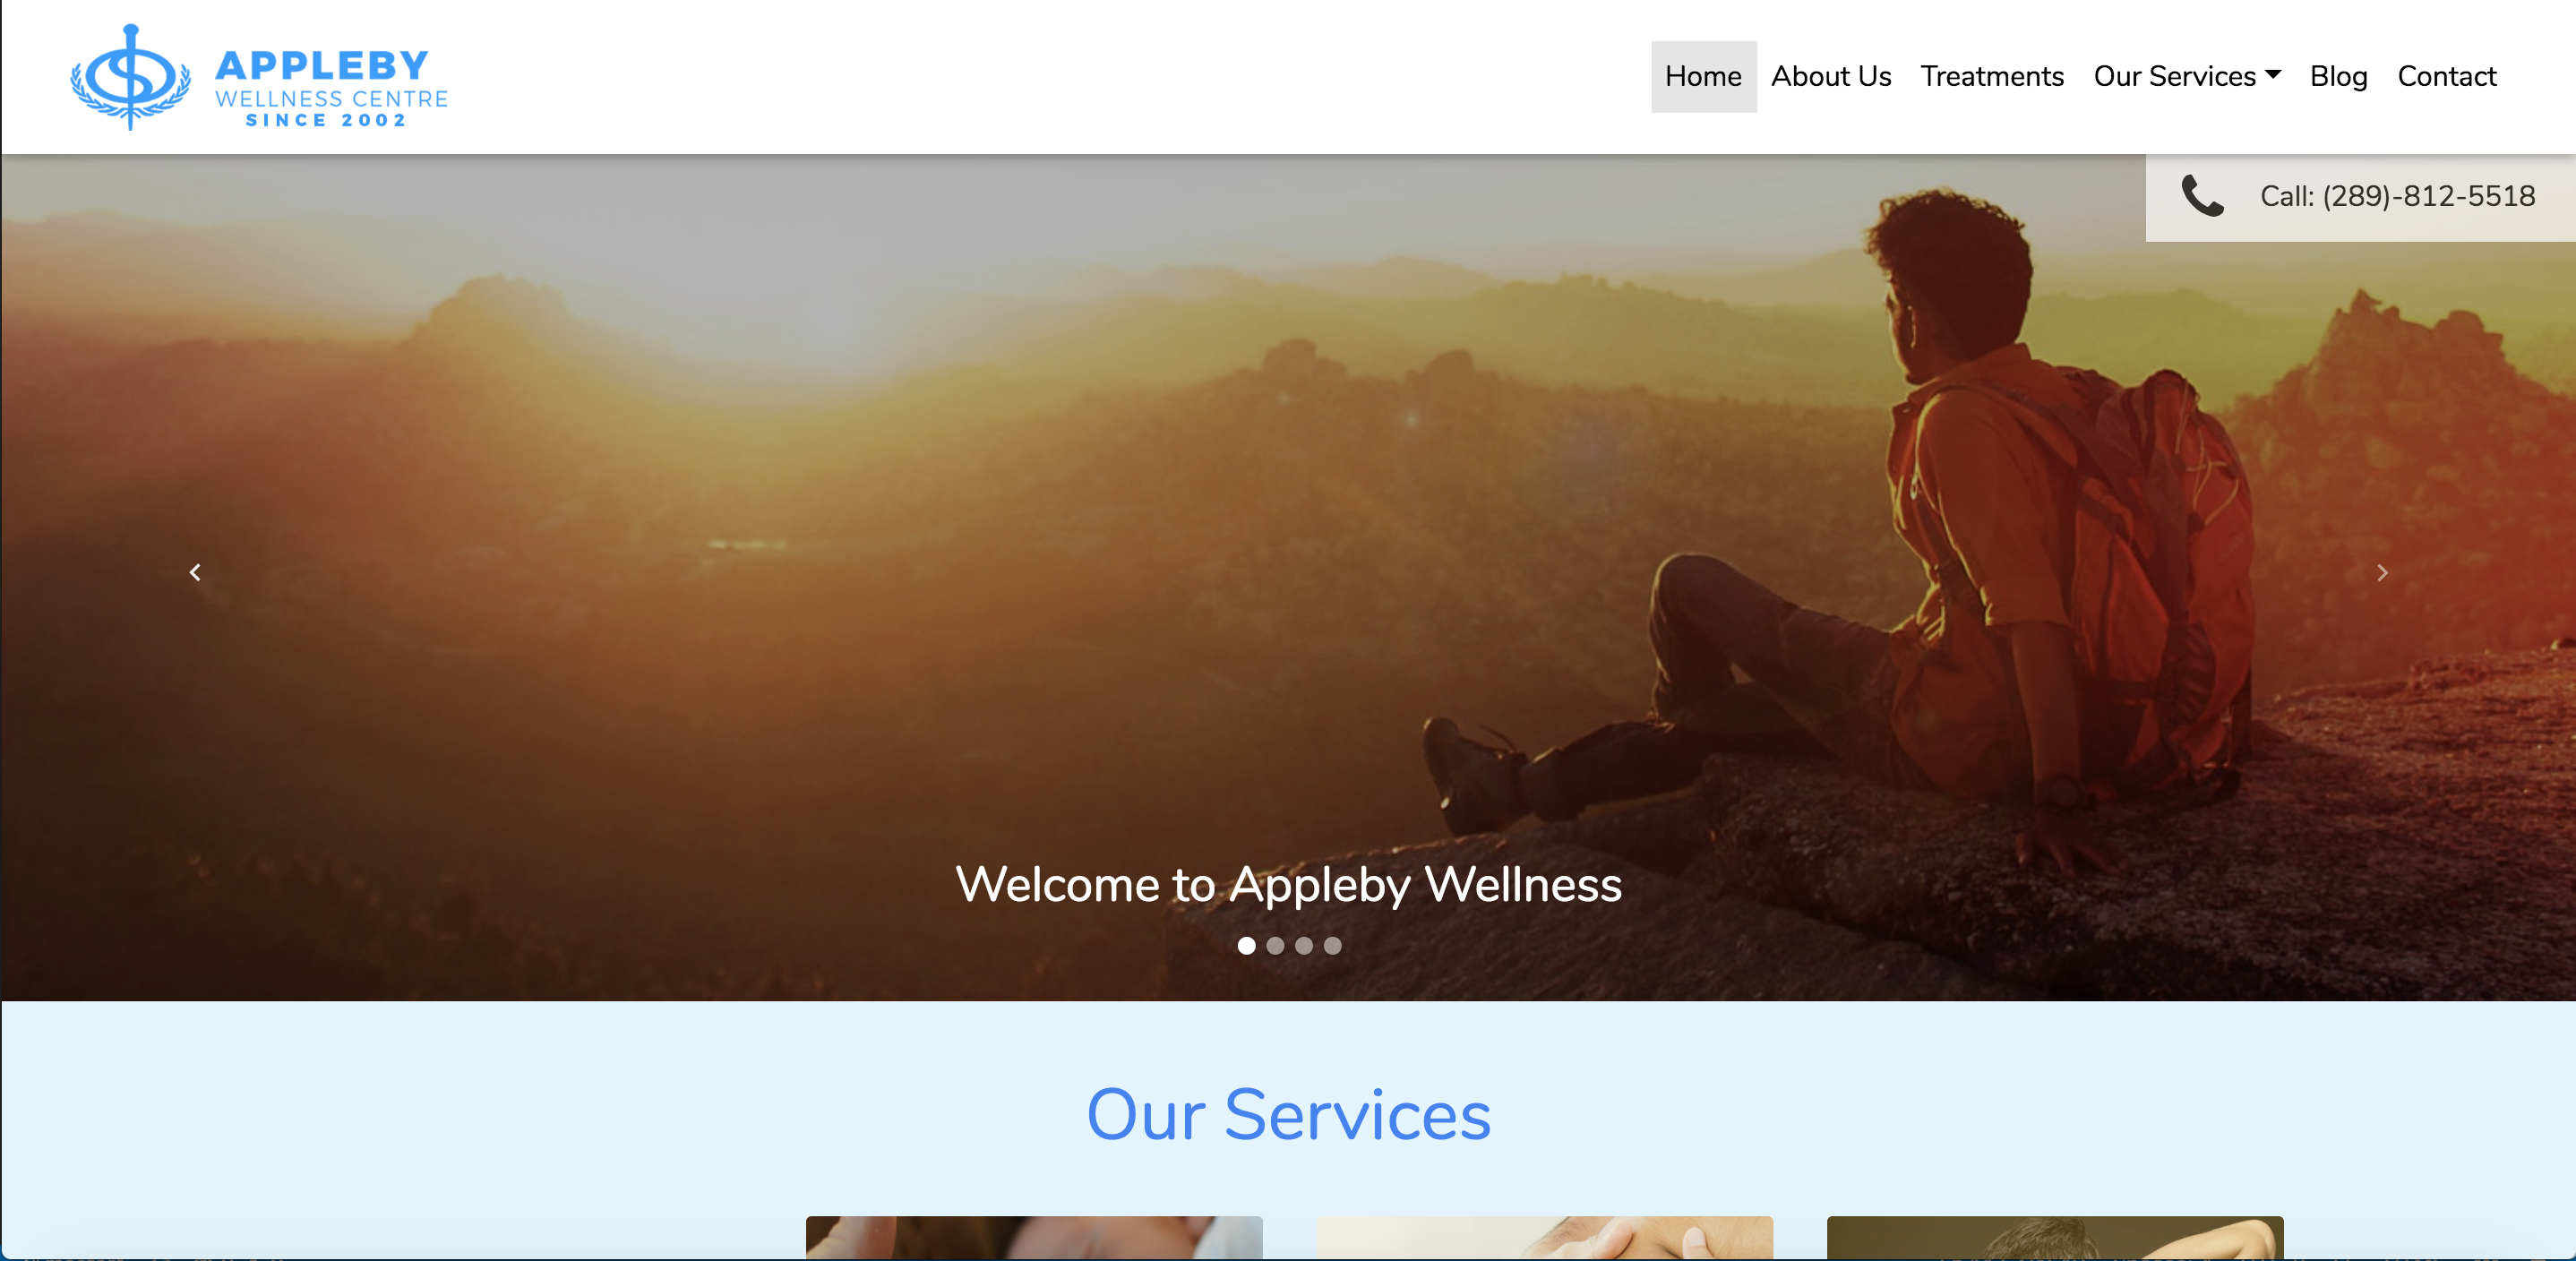 APPLEBY
WELLNESS CENTRE
SINCE 2002
Home About Us Treatments Our Services Blog Contact
Call: (289)-812-5518
Welcome to Appleby Wellness
Our Services